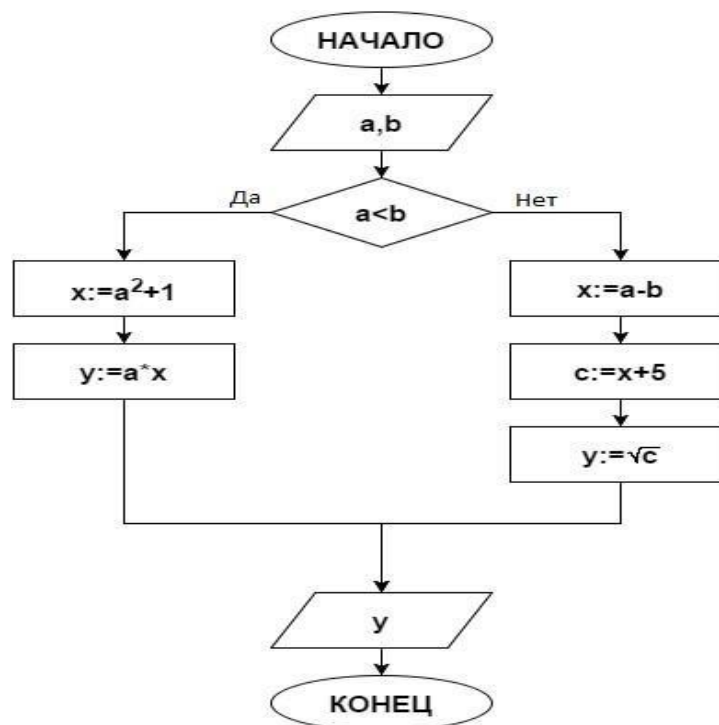 НАЧАЛО
a,b
a<b
Да
Нет
x:=a²+1
y:=a*x
x:=a-b
c:=x+5
y:=√c
y
КОНЕЦ